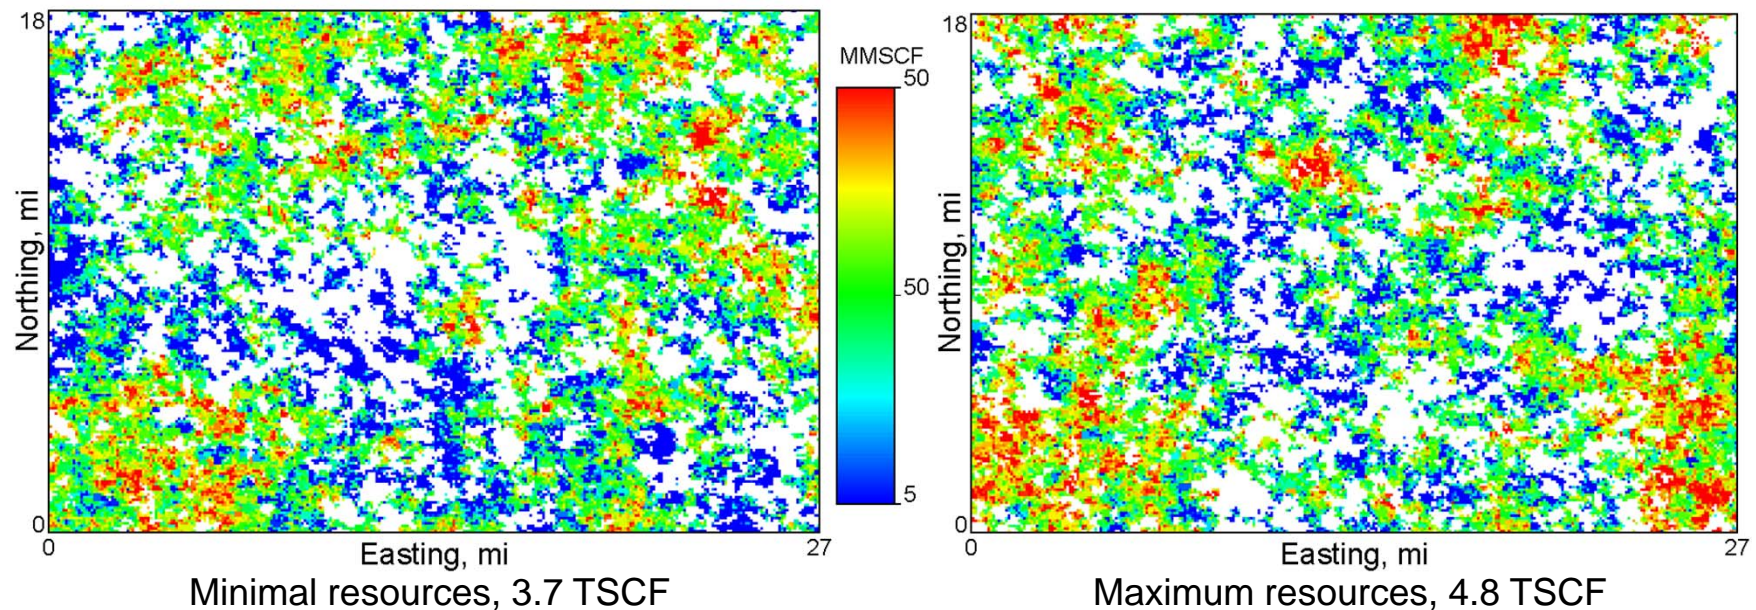 18
Northing, mi
0
0
Easting, mi
27
Minimal resources, 3.7 TSCF
MMSCF
50
50
5
18
Northing, mi
0
0
Easting, mi
27
Maximum resources, 4.8 TSCF